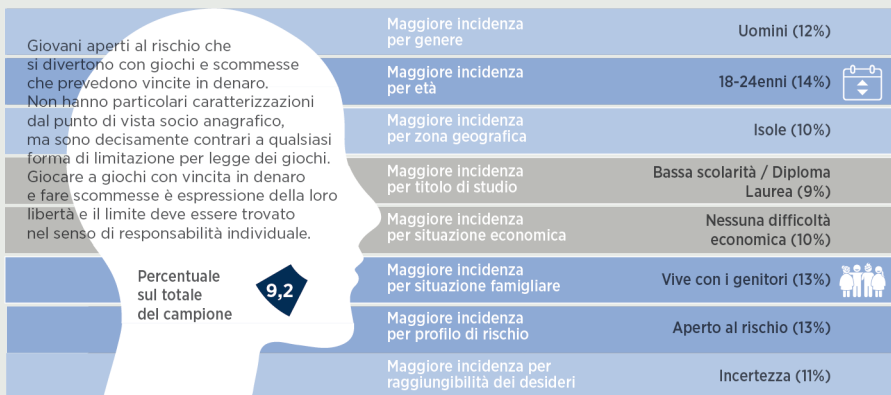 Giovani aperti al rischio che
si divertono con giochi e scommesse
che prevedono vincite in denaro.
Non hanno particolari caratterizzazioni
dal punto di vista socio anagrafico,
ma sono decisamente contrari a qualsiasi
forma di limitazione per legge dei giochi.
Giocare a giochi con vincita in denaro
e fare scommesse è espressione della loro
libertà e il limite deve essere trovato
nel senso di responsabilità individuale.
Percentuale
sul totale
del campione
9,2
Maggiore incidenza
per genere
Uomini (12%)
Maggiore incidenza
per età
18-24enni (14%)
Maggiore incidenza
per zona geografica
Isole (10%)
Maggiore incidenza
per titolo di studio
Bassa scolarità / Diploma
Laurea (9%)
Maggiore incidenza
per situazione economica
Nessuna difficoltà
economica (10%)
Maggiore incidenza
per situazione famigliare
Vive con i genitori (13%)
Maggiore incidenza
per profilo di rischio
Aperto al rischio (13%)
Maggiore incidenza per
raggiungibilità dei desideri
Incertezza (11%)